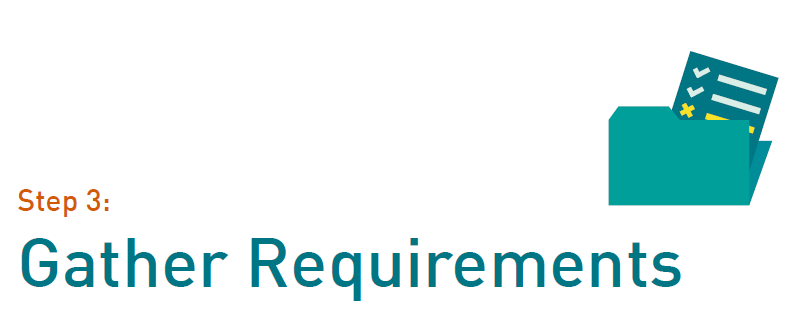 Step 3:
Gather Requirements